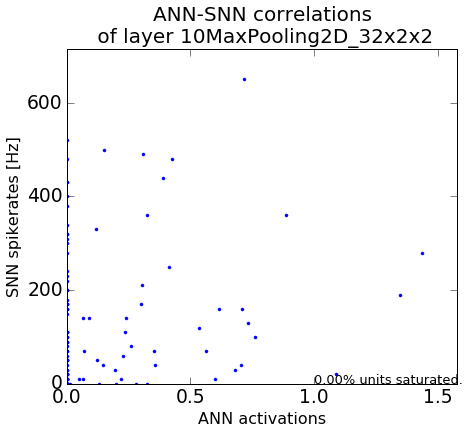 ANN-SNN correlations
of layer 10MaxPooling2D_32x2x2
SNN spikerates [Hz]
600
400
200
0
0.00% units saturated.
0.0
0.5
1.0
1.5
ANN activations